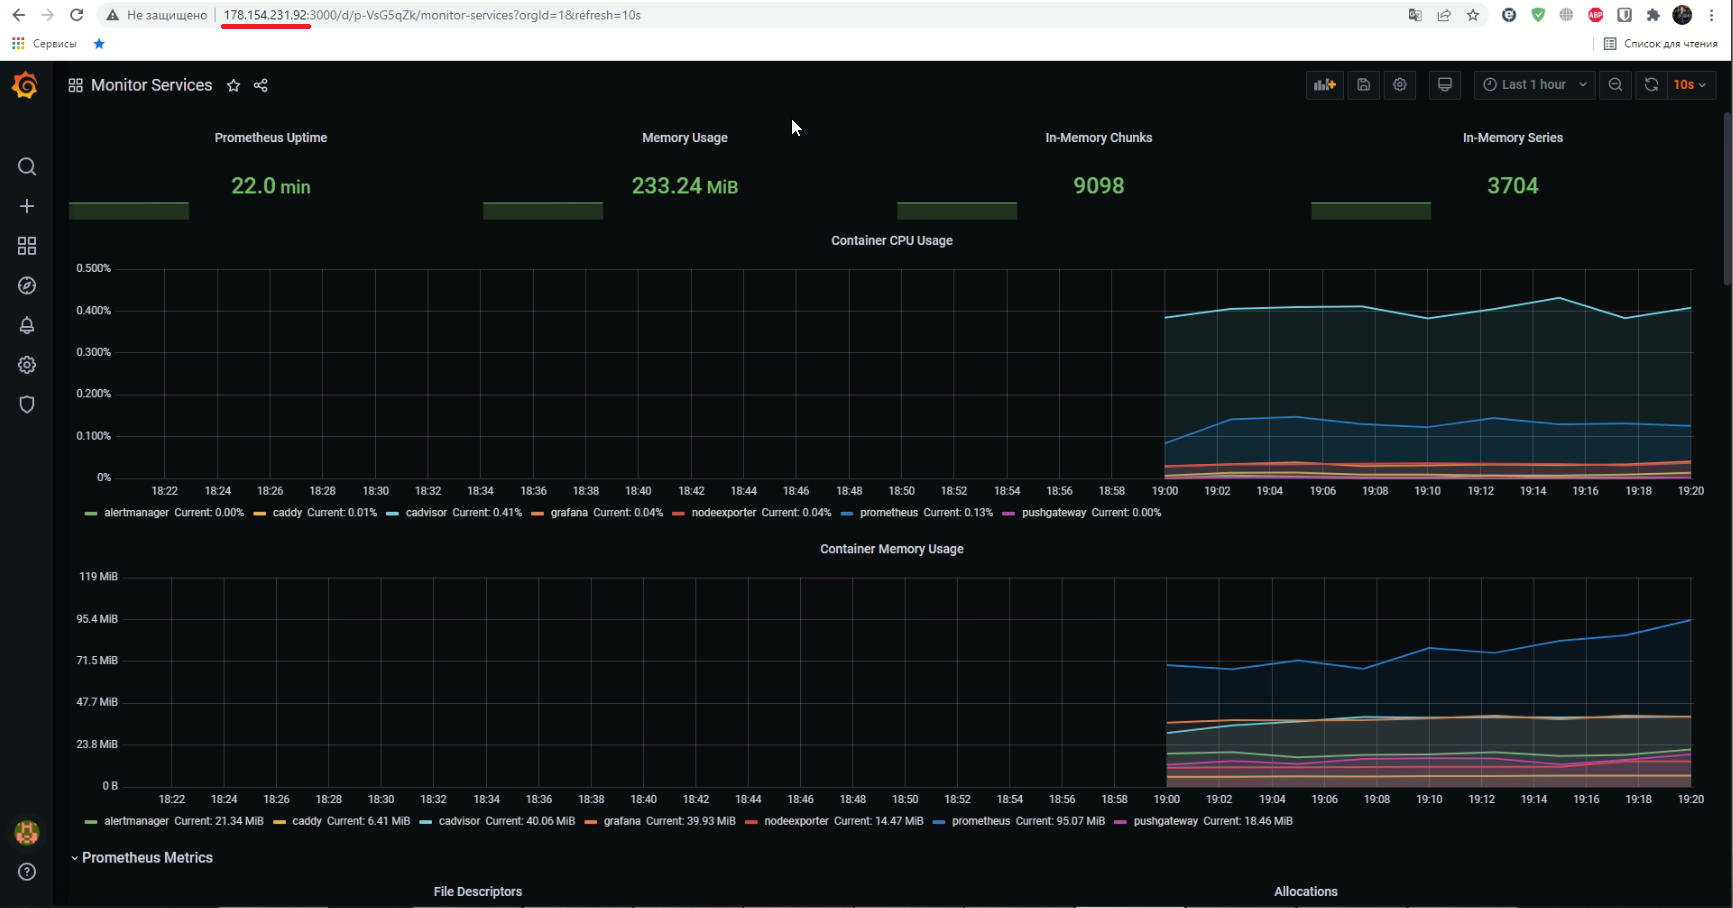 Не защищено 178.154.231.92:3000/d/p-VsG5qZk/monitor-services?orgId=1&refresh=10s
ABP
Сервисы Список для чтения
Monitor Services Last 1 hour 10s
Prometheus Uptime Memory Usage In-Memory Chunks In-Memory Series
22.0 min 233.24 MiB 9098 3704
Container CPU Usage
0.500%
0.400%
0.300%
0.200%
0.100%
0%
18:22 18:24 18:26 18:28 18:30 18:32 18:34 18:36 18:38 18:40 18:42 18:44 18:46 18:48 18:50 18:52 18:54 18:56 18:58 19:00 19:02 19:04 19:06 19:08 19:10 19:12 19:14 19:16 19:18 19:20
alertmanager Current: 0.00% caddy Current: 0.01% cadvisor Current: 0.41% grafana Current: 0.04% nodeexporter Current: 0.04% prometheus Current: 0.13% pushgateway Current: 0.00%
Container Memory Usage
119 MiB
95.4 MiB
71.5 MiB
47.7 MiB
23.8 MiB
0 B
18:22 18:24 18:26 18:28 18:30 18:32 18:34 18:36 18:38 18:40 18:42 18:44 18:46 18:48 18:50 18:52 18:54 18:56 18:58 19:00 19:02 19:04 19:06 19:08 19:10 19:12 19:14 19:16 19:18 19:20
alertmanager Current: 21.34 MiB caddy Current: 6.41 MiB cadvisor Current: 40.06 MiB grafana Current: 39.93 MiB nodeexporter Current: 14.47 MiB prometheus Current: 95.07 MiB pushgateway Current: 18.46 MiB
Prometheus Metrics
File Descriptors Allocations